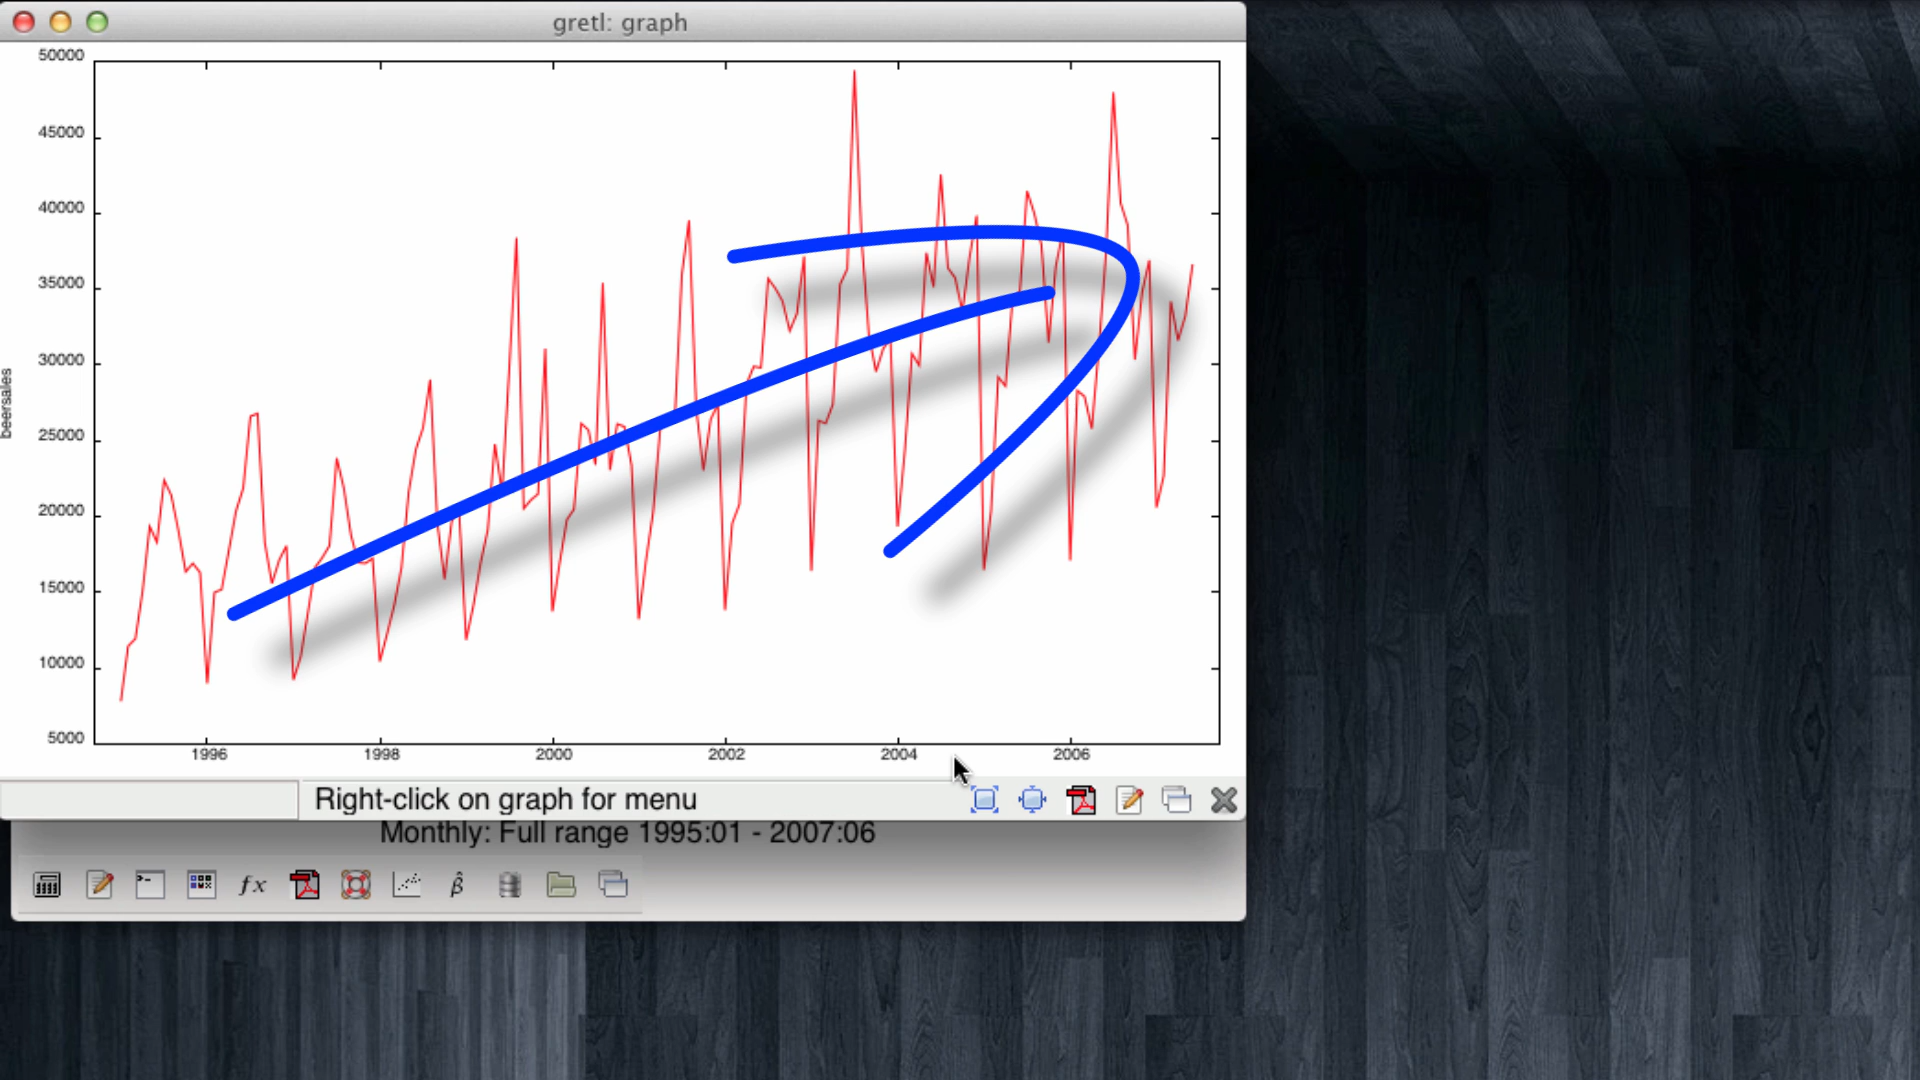 gretl: graph
50000
45000
40000
35000
30000
25000
20000
15000
10000
5000
beersales
1996 1998 2000 2002 2004 2006
Right-click on graph for menu
Monthly: Full range 1995:01 - 2007:06
fx
β̂